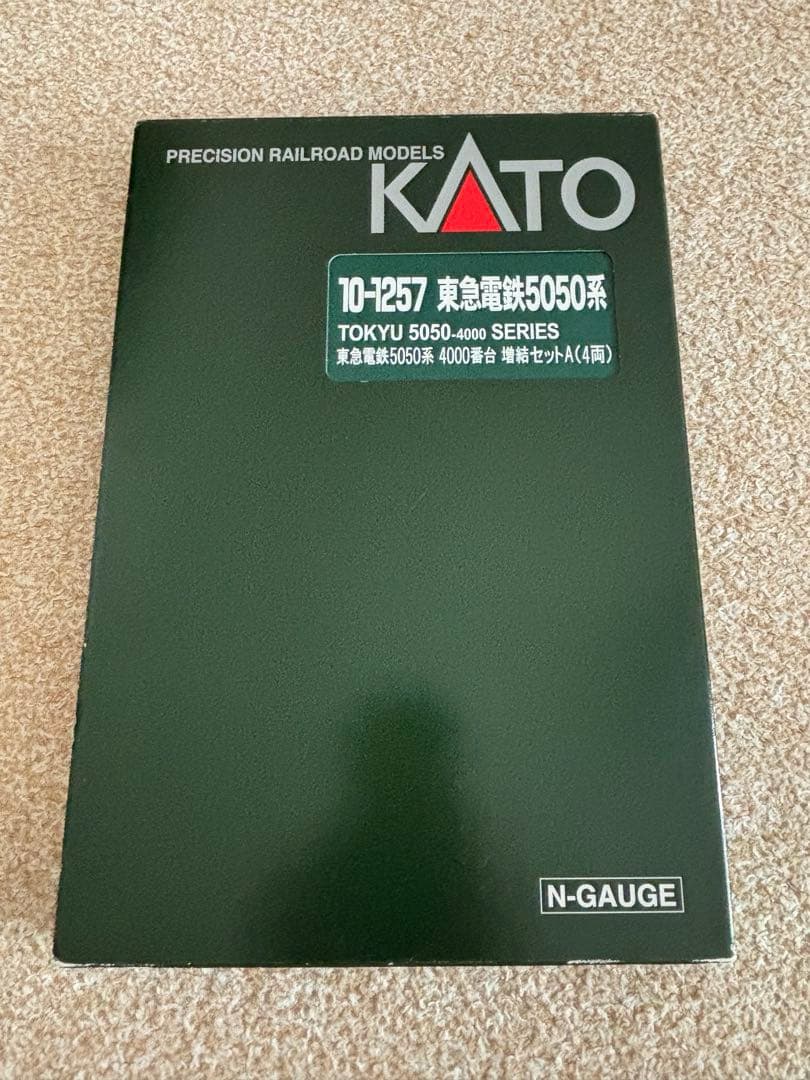 PRECISION RAILROAD MODELS
KATO
10-1257 東急電鉄5050系
TOKYU 5050-4000 SERIES
東急電鉄5050系 4000番台 増結セットA(4両)
N-GAUGE